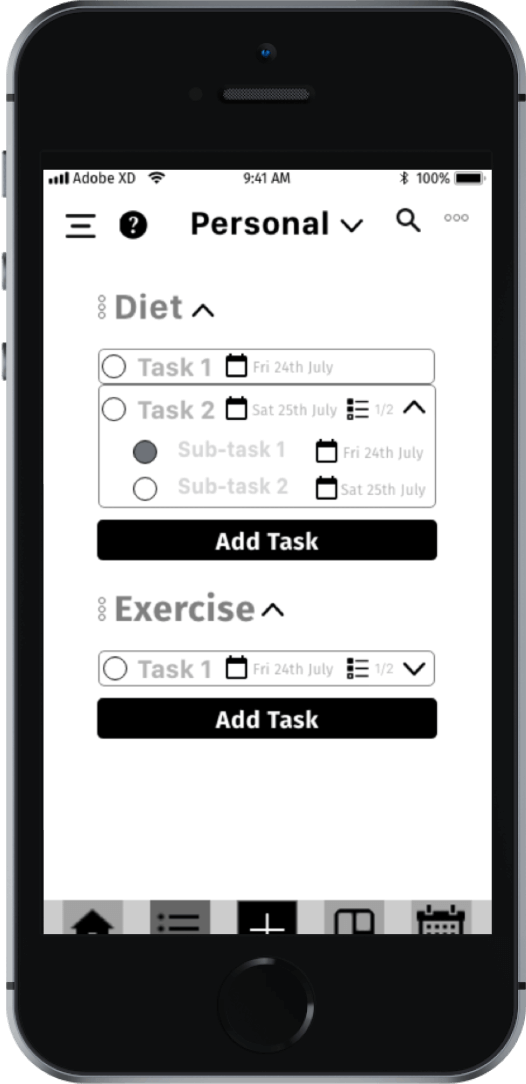 Adobe XD 9:41 AM 100%
? Personal
Diet
Task 1 Fri 24th July
Task 2 Sat 25th July 1/2
Sub-task 1 Fri 24th July
Sub-task 2 Sat 25th July
Add Task
Exercise
Task 1 Fri 24th July 1/2
Add Task